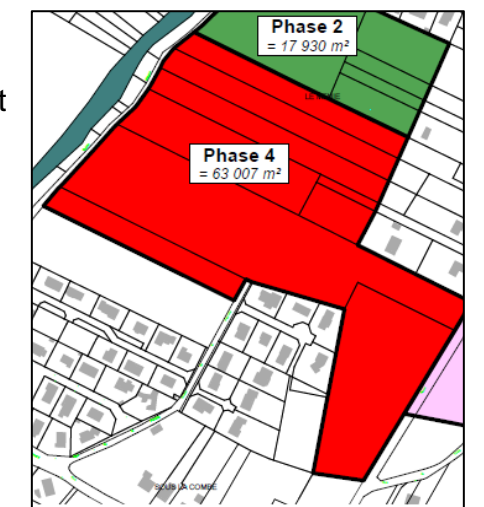 Phase 2
= 17 930 m²
t
Phase 4
= 63 007 m²
SOUS LA COMBE